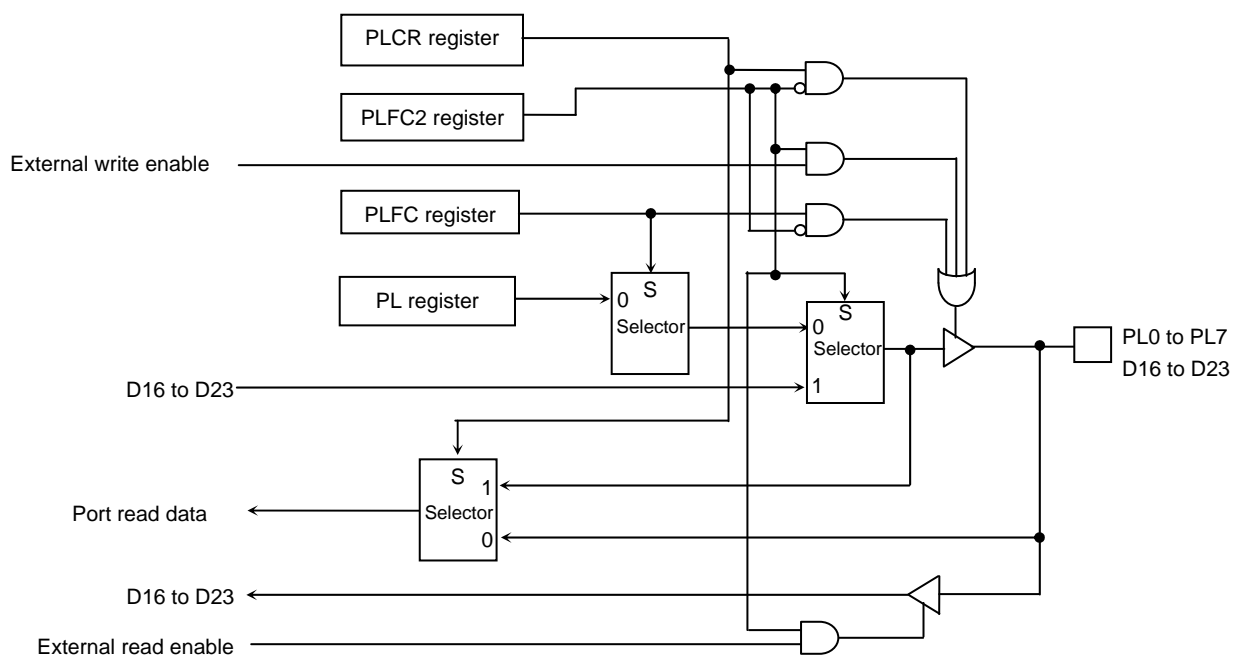 PLCR register
PLFC2 register
External write enable
PLFC register
S
0
PL register
Selector
S
0
Selector
1
PL0 to PL7
D16 to D23
D16 to D23
S
1
Selector
0
Port read data
D16 to D23
External read enable